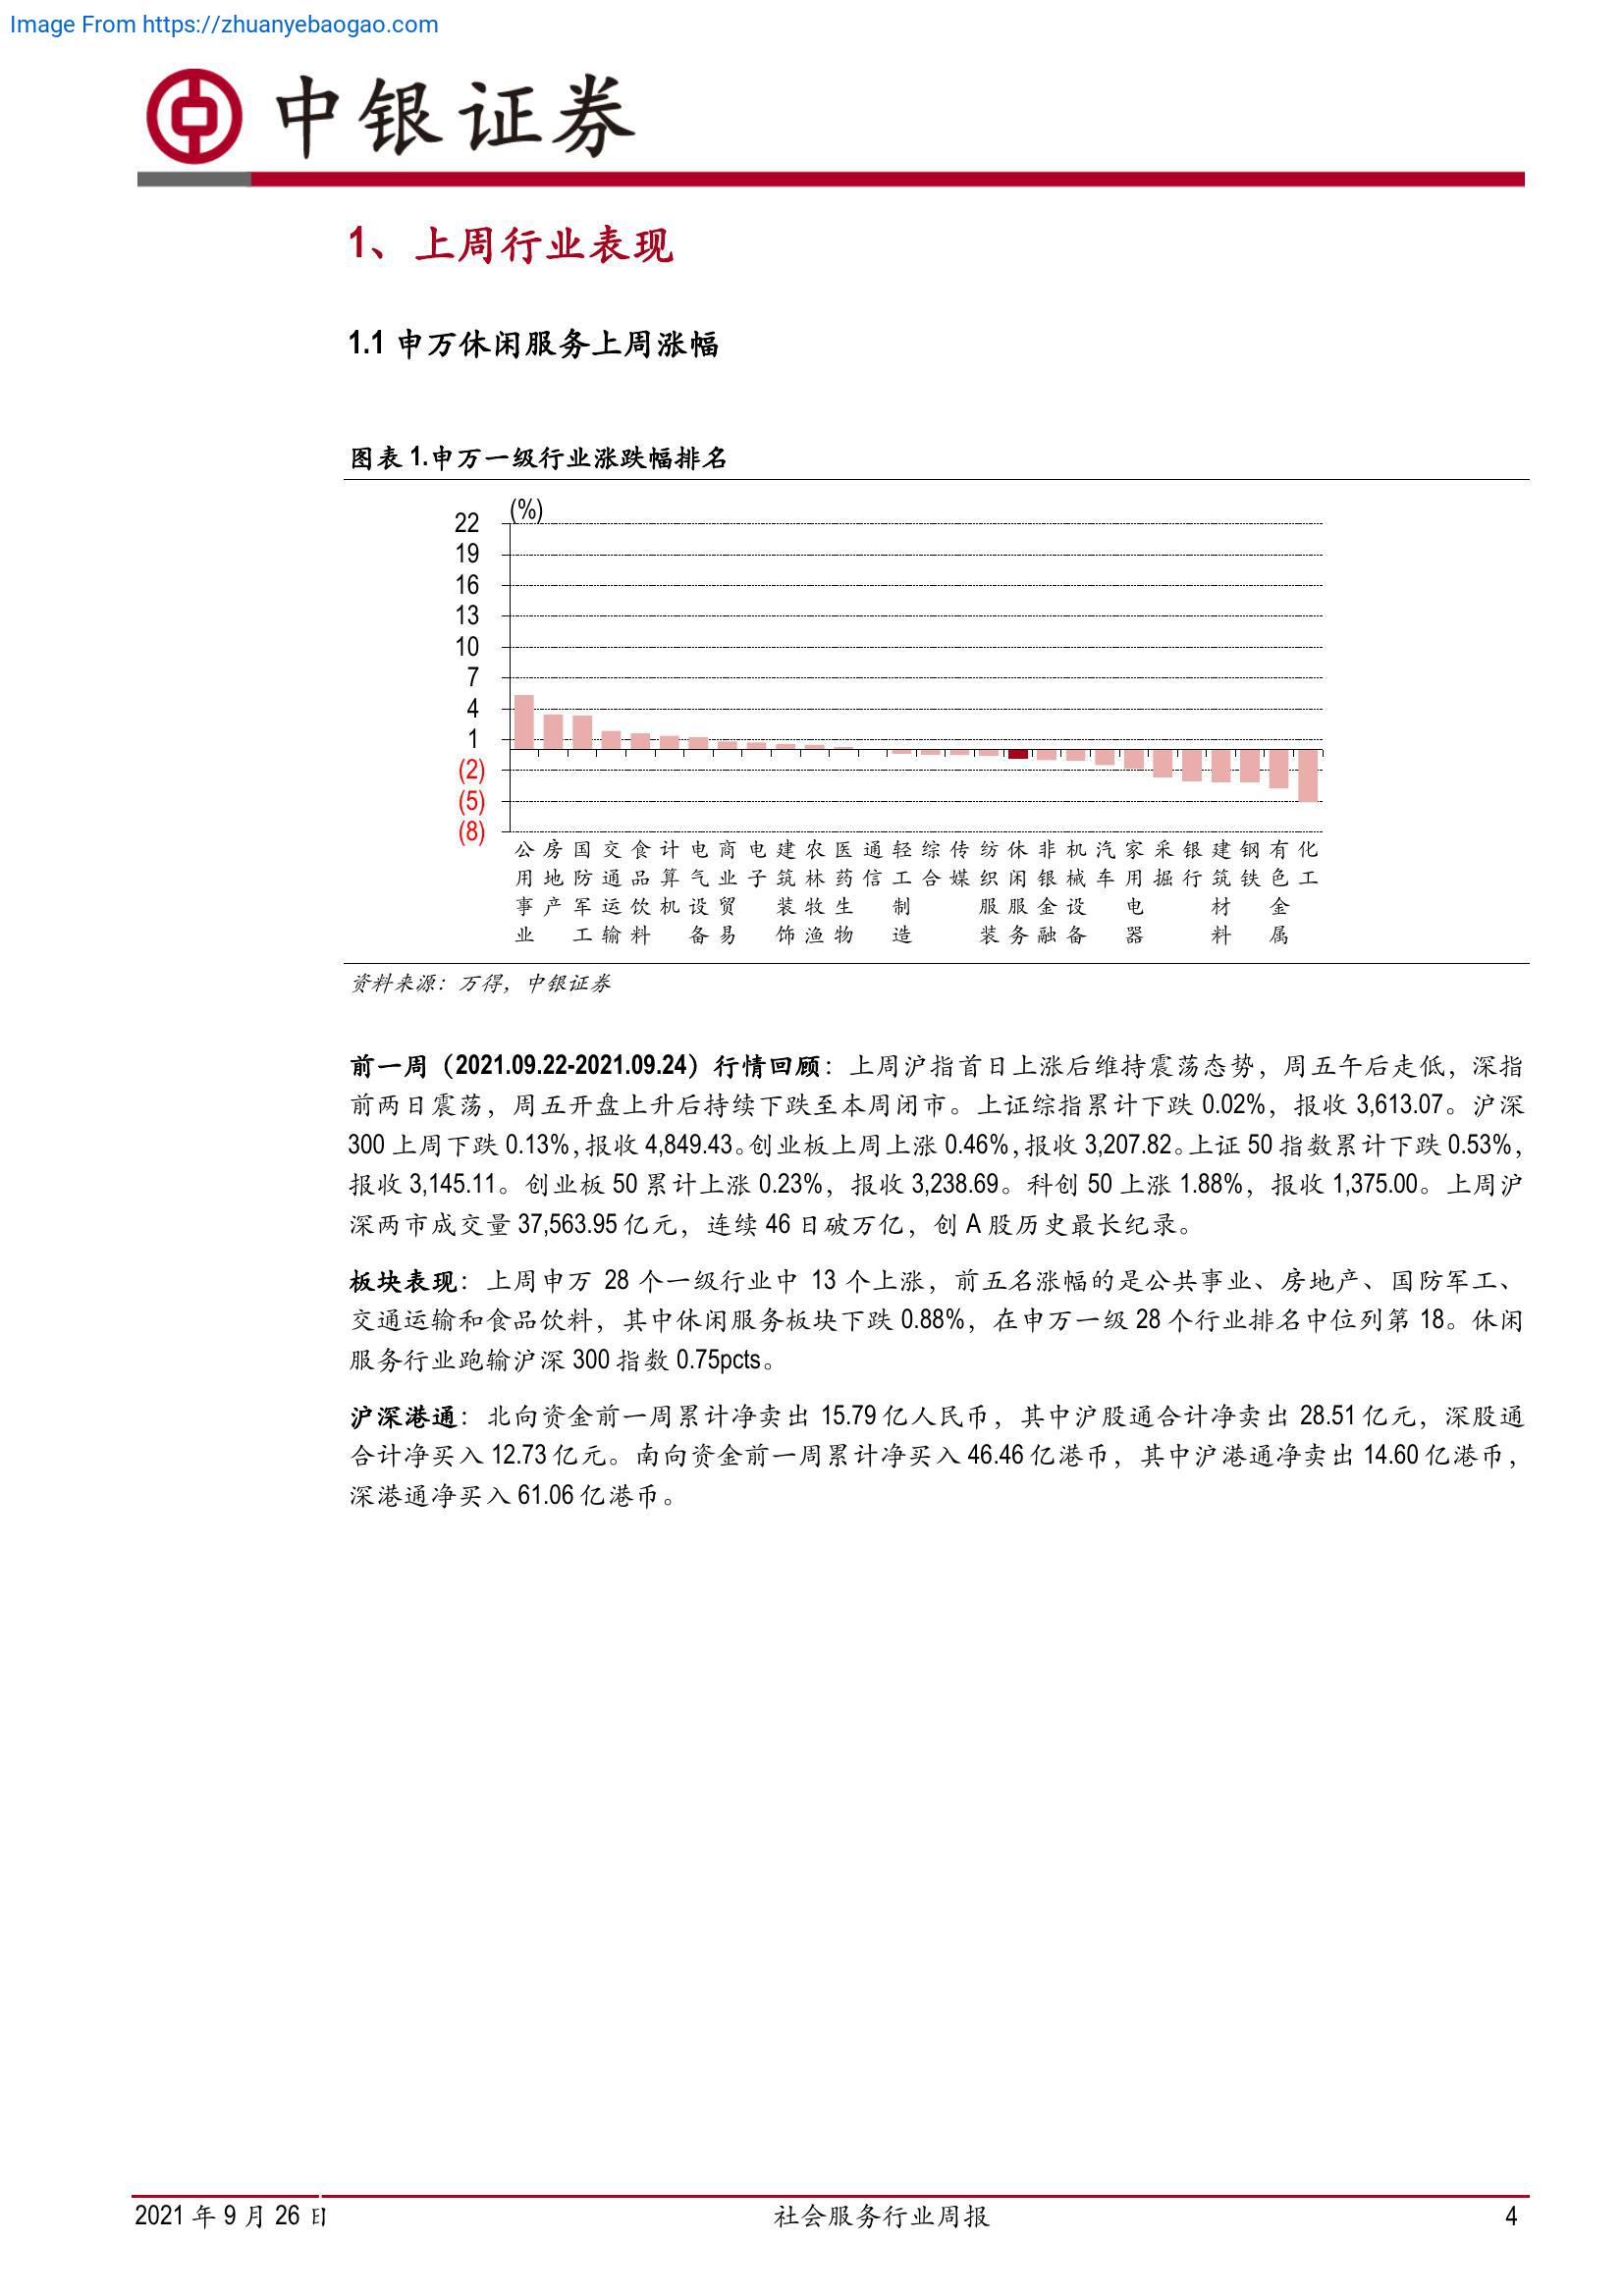 Image From https://zhuanyebaogao.com
中银证券
1、上周行业表现
1.1 申万休闲服务上周涨幅
图表 1.申万一级行业涨跌幅排名
(%)
22
19
16
13
10
7
4
1
(2)
(5)
(8)
公用事业
房地产
国防军工
交通运输
食品饮料
计算机
电气设备
商业贸易
电子
建筑装饰
农林牧渔
医药生物
通信
轻工制造
综合
传媒
纺织服装
休闲服务
非银金融
机械设备
汽车
家用电器
采掘
银行
建筑材料
钢铁
有色金属
化工
资料来源：万得，中银证券
前一周（2021.09.22-2021.09.24）行情回顾：上周沪指首日上涨后维持震荡态势，周五午后走低，深指
前两日震荡，周五开盘上升后持续下跌至本周闭市。上证综指累计下跌 0.02%，报收 3,613.07。沪深
300 上周下跌 0.13%，报收 4,849.43。创业板上周上涨 0.46%，报收 3,207.82。上证 50 指数累计下跌 0.53%，
报收 3,145.11。创业板 50 累计上涨 0.23%，报收 3,238.69。科创 50 上涨 1.88%，报收 1,375.00。上周沪
深两市成交量 37,563.95 亿元，连续 46 日破万亿，创 A 股历史最长纪录。
板块表现：上周申万 28 个一级行业中 13 个上涨，前五名涨幅的是公共事业、房地产、国防军工、
交通运输和食品饮料，其中休闲服务板块下跌 0.88%，在申万一级 28 个行业排名中位列第 18。休闲
服务行业跑输沪深 300 指数 0.75pcts。
沪深港通：北向资金前一周累计净卖出 15.79 亿人民币，其中沪股通合计净卖出 28.51 亿元，深股通
合计净买入 12.73 亿元。南向资金前一周累计净买入 46.46 亿港币，其中沪港通净卖出 14.60 亿港币，
深港通净买入 61.06 亿港币。
2021 年 9 月 26 日
社会服务行业周报
4